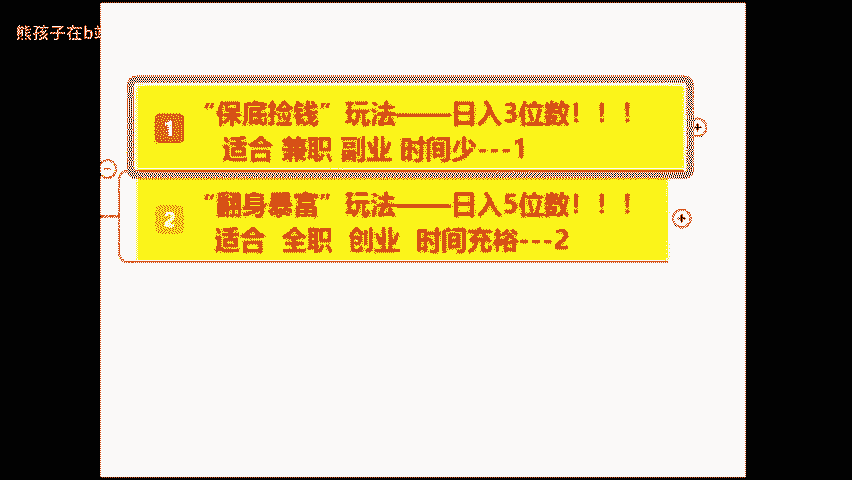 熊孩子在b
1
“保底捡钱”玩法——日入3位数！！！
适合 兼职 副业 时间少---1
2
“翻身暴富”玩法——日入5位数！！！
适合 全职 创业 时间充裕---2